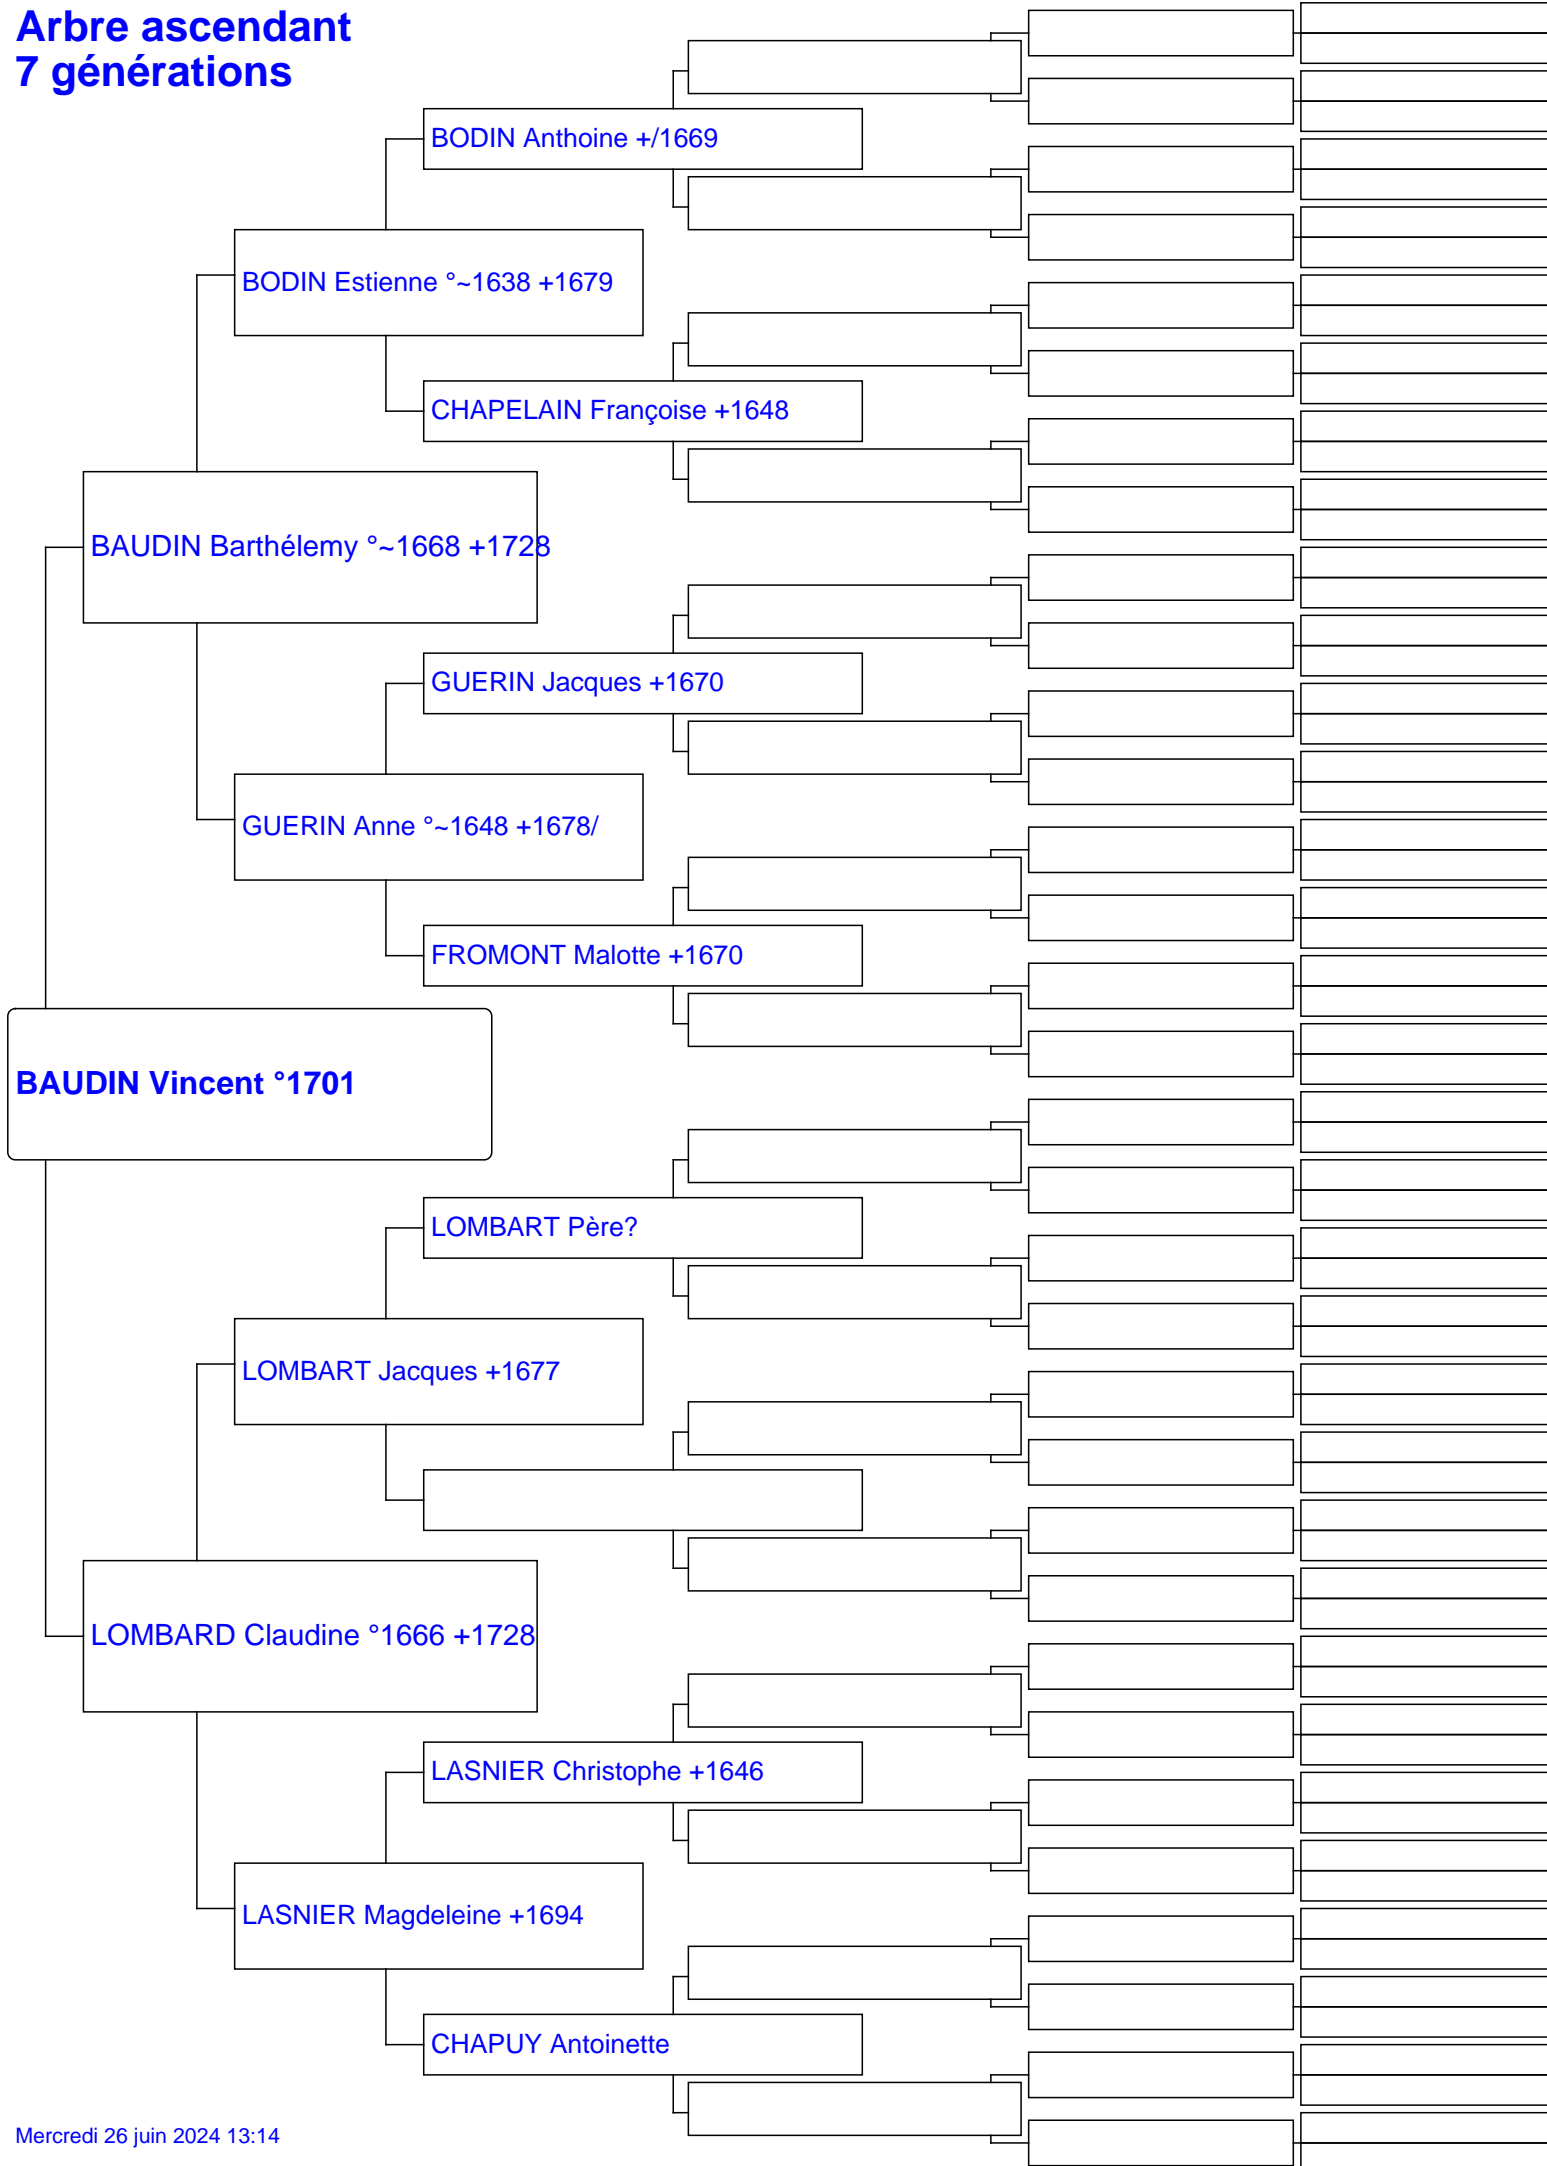 Arbre ascendant
7 générations
BODIN Anthoine +/1669
BODIN Estienne °~1638 +1679
CHAPELAIN Françoise +1648
BAUDIN Barthélemy °~1668 +1728
GUERIN Jacques +1670
GUERIN Anne °~1648 +1678/
FROMONT Malotte +1670
BAUDIN Vincent °1701
LOMBART Père?
LOMBART Jacques +1677
LOMBARD Claudine °1666 +1728
LASNIER Christophe +1646
LASNIER Magdeleine +1694
CHAPUY Antoinette
Mercredi 26 juin 2024 13:14